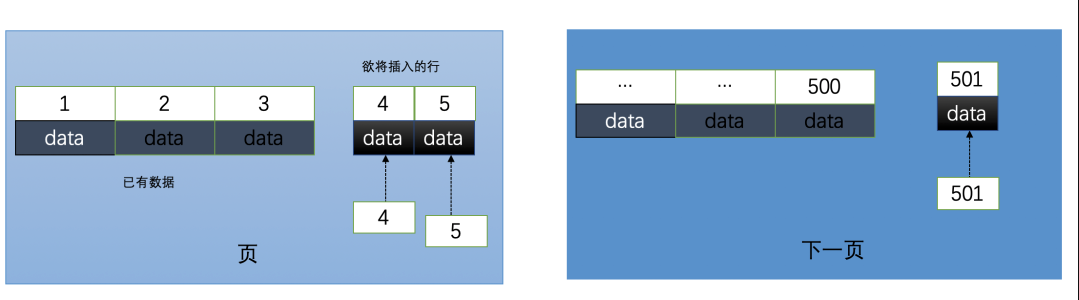 欲将插入的行
1 2 3 4 5
data data data data data
已有数据
4 5
页
... ... 500 501
data data data data
501
下一页